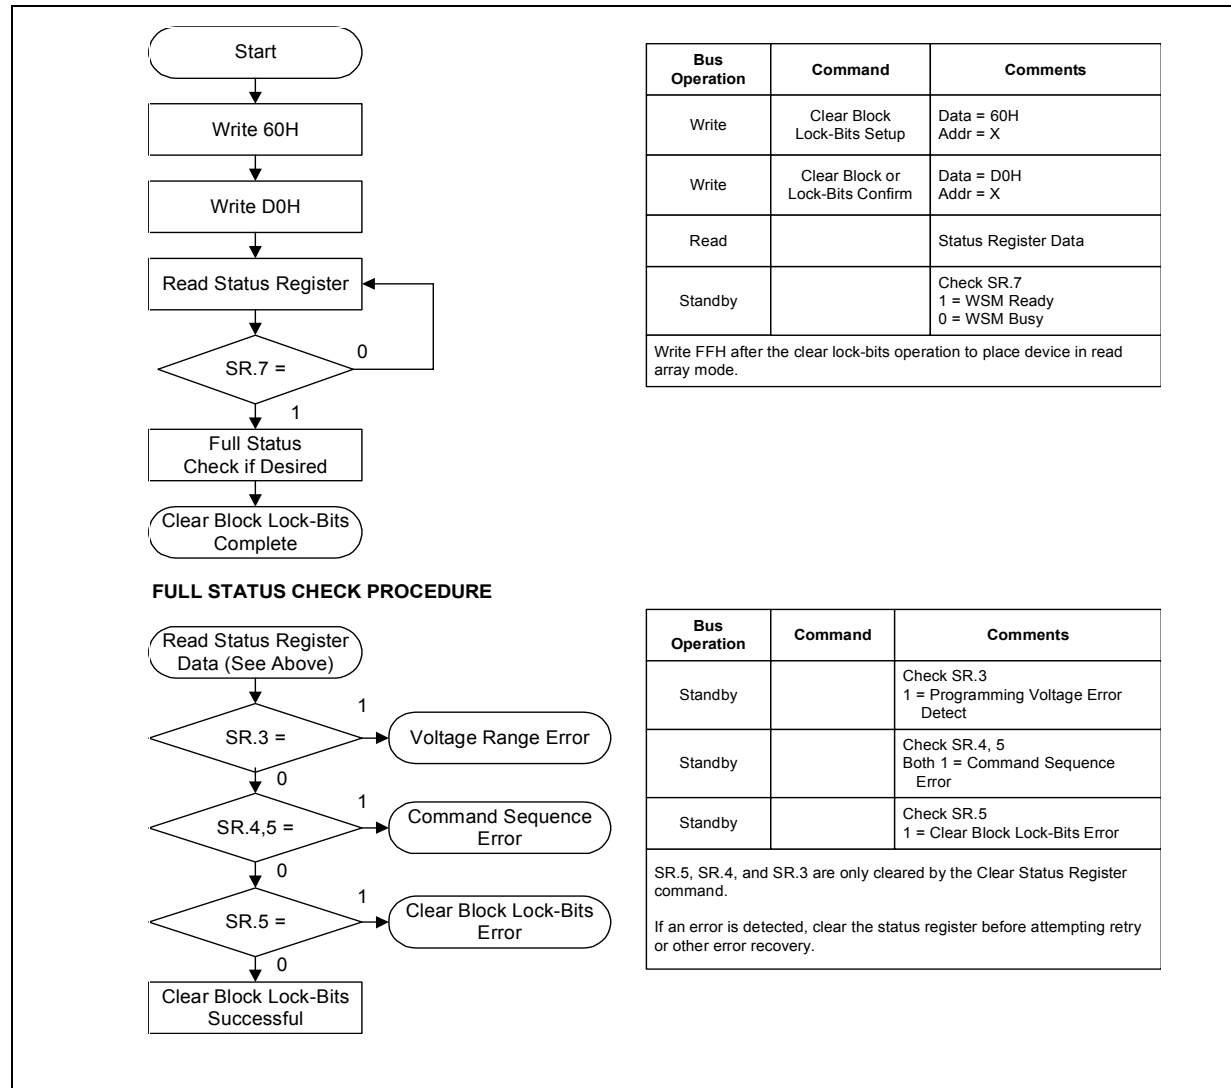 Start
Write 60H
Write D0H
Read Status Register
0
SR.7 =
1
Full Status
Check if Desired
Clear Block Lock-Bits
Complete
Bus
Operation
Command
Comments
Write
Clear Block
Lock-Bits Setup
Data = 60H
Addr = X
Write
Clear Block or
Lock-Bits Confirm
Data = D0H
Addr = X
Read
Status Register Data
Standby
Check SR.7
1 = WSM Ready
0 = WSM Busy
Write FFH after the clear lock-bits operation to place device in read
array mode.
FULL STATUS CHECK PROCEDURE
Read Status Register
Data (See Above)
1
SR.3 =
Voltage Range Error
0
1
SR.4,5 =
Command Sequence
Error
0
1
SR.5 =
Clear Block Lock-Bits
Error
0
Clear Block Lock-Bits
Successful
Bus
Operation
Command
Comments
Standby
Check SR.3
1 = Programming Voltage Error
Detect
Standby
Check SR.4, 5
Both 1 = Command Sequence
Error
Standby
Check SR.5
1 = Clear Block Lock-Bits Error
SR.5, SR.4, and SR.3 are only cleared by the Clear Status Register
command.
If an error is detected, clear the status register before attempting retry
or other error recovery.